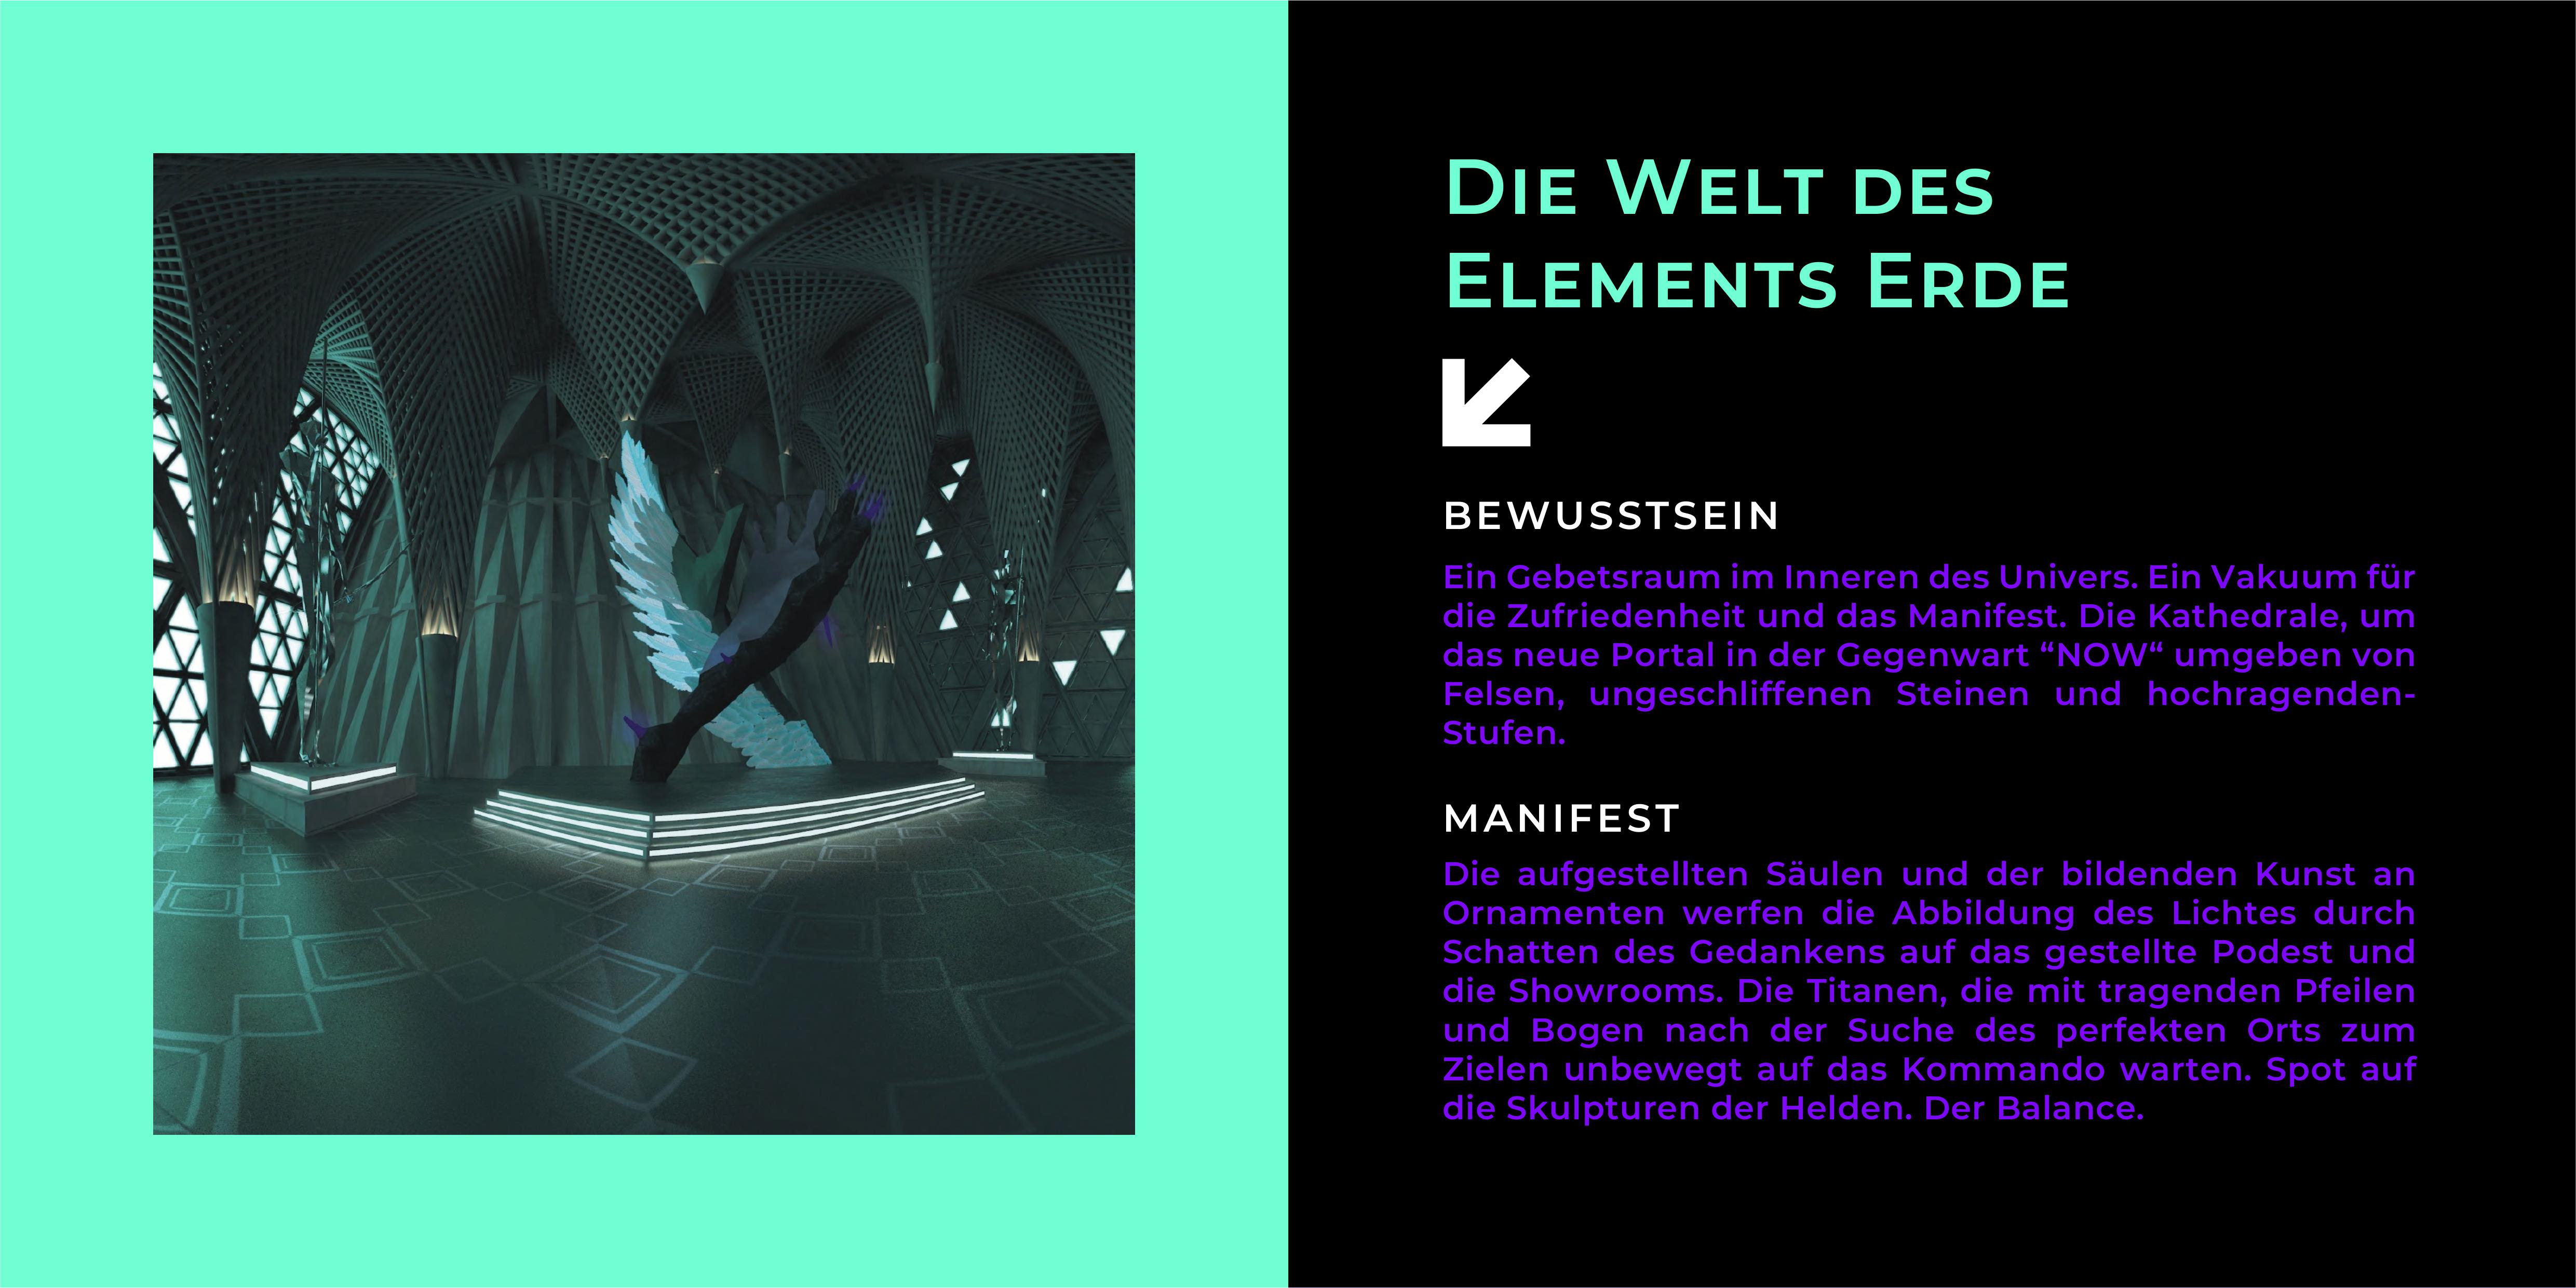 Die Welt des
Elements Erde
BEWUSSTSEIN
Ein Gebetsraum im Inneren des Univers. Ein Vakuum für
die Zufriedenheit und das Manifest. Die Kathedrale, um
das neue Portal in der Gegenwart “NOW“ umgeben von
Felsen, ungeschliffenen Steinen und hochragenden-
Stufen.
MANIFEST
Die aufgestellten Säulen und der bildenden Kunst an
Ornamenten werfen die Abbildung des Lichtes durch
Schatten des Gedankens auf das gestellte Podest und
die Showrooms. Die Titanen, die mit tragenden Pfeilen
und Bogen nach der Suche des perfekten Orts zum
Zielen unbewegt auf das Kommando warten. Spot auf
die Skulpturen der Helden. Der Balance.